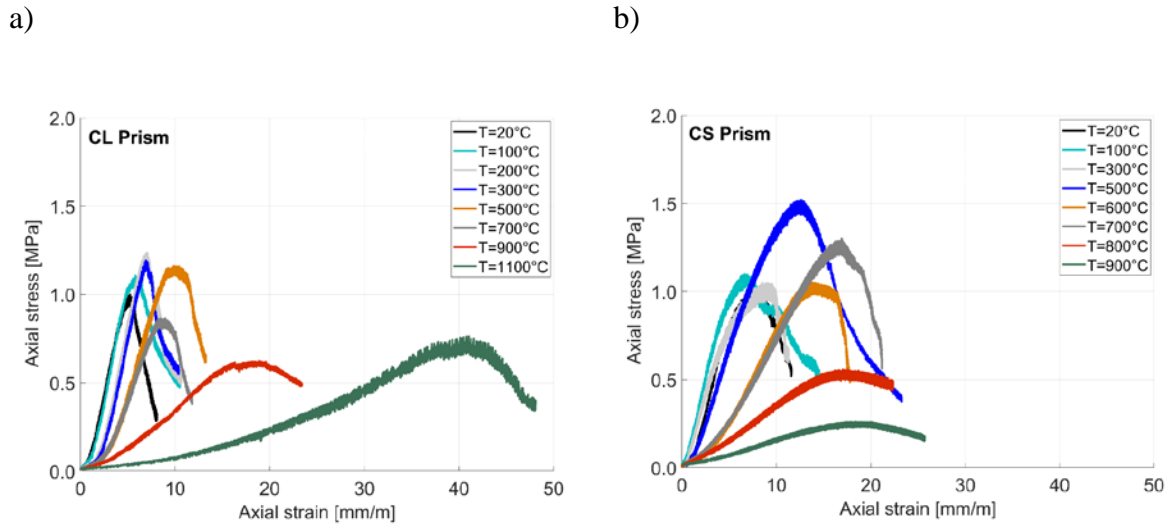 a)
b)
CL Prism
2.0
1.5
1.0
0.5
0.0
Axial stress [MPa]
T=20°C
T=100°C
T=200°C
T=300°C
T=500°C
T=700°C
T=900°C
T=1100°C
0 10 20 30 40 50
Axial strain [mm/m]
CS Prism
2.0
1.5
1.0
0.5
0.0
Axial stress [MPa]
T=20°C
T=100°C
T=300°C
T=500°C
T=600°C
T=700°C
T=800°C
T=900°C
0 10 20 30 40 50
Axial strain [mm/m]